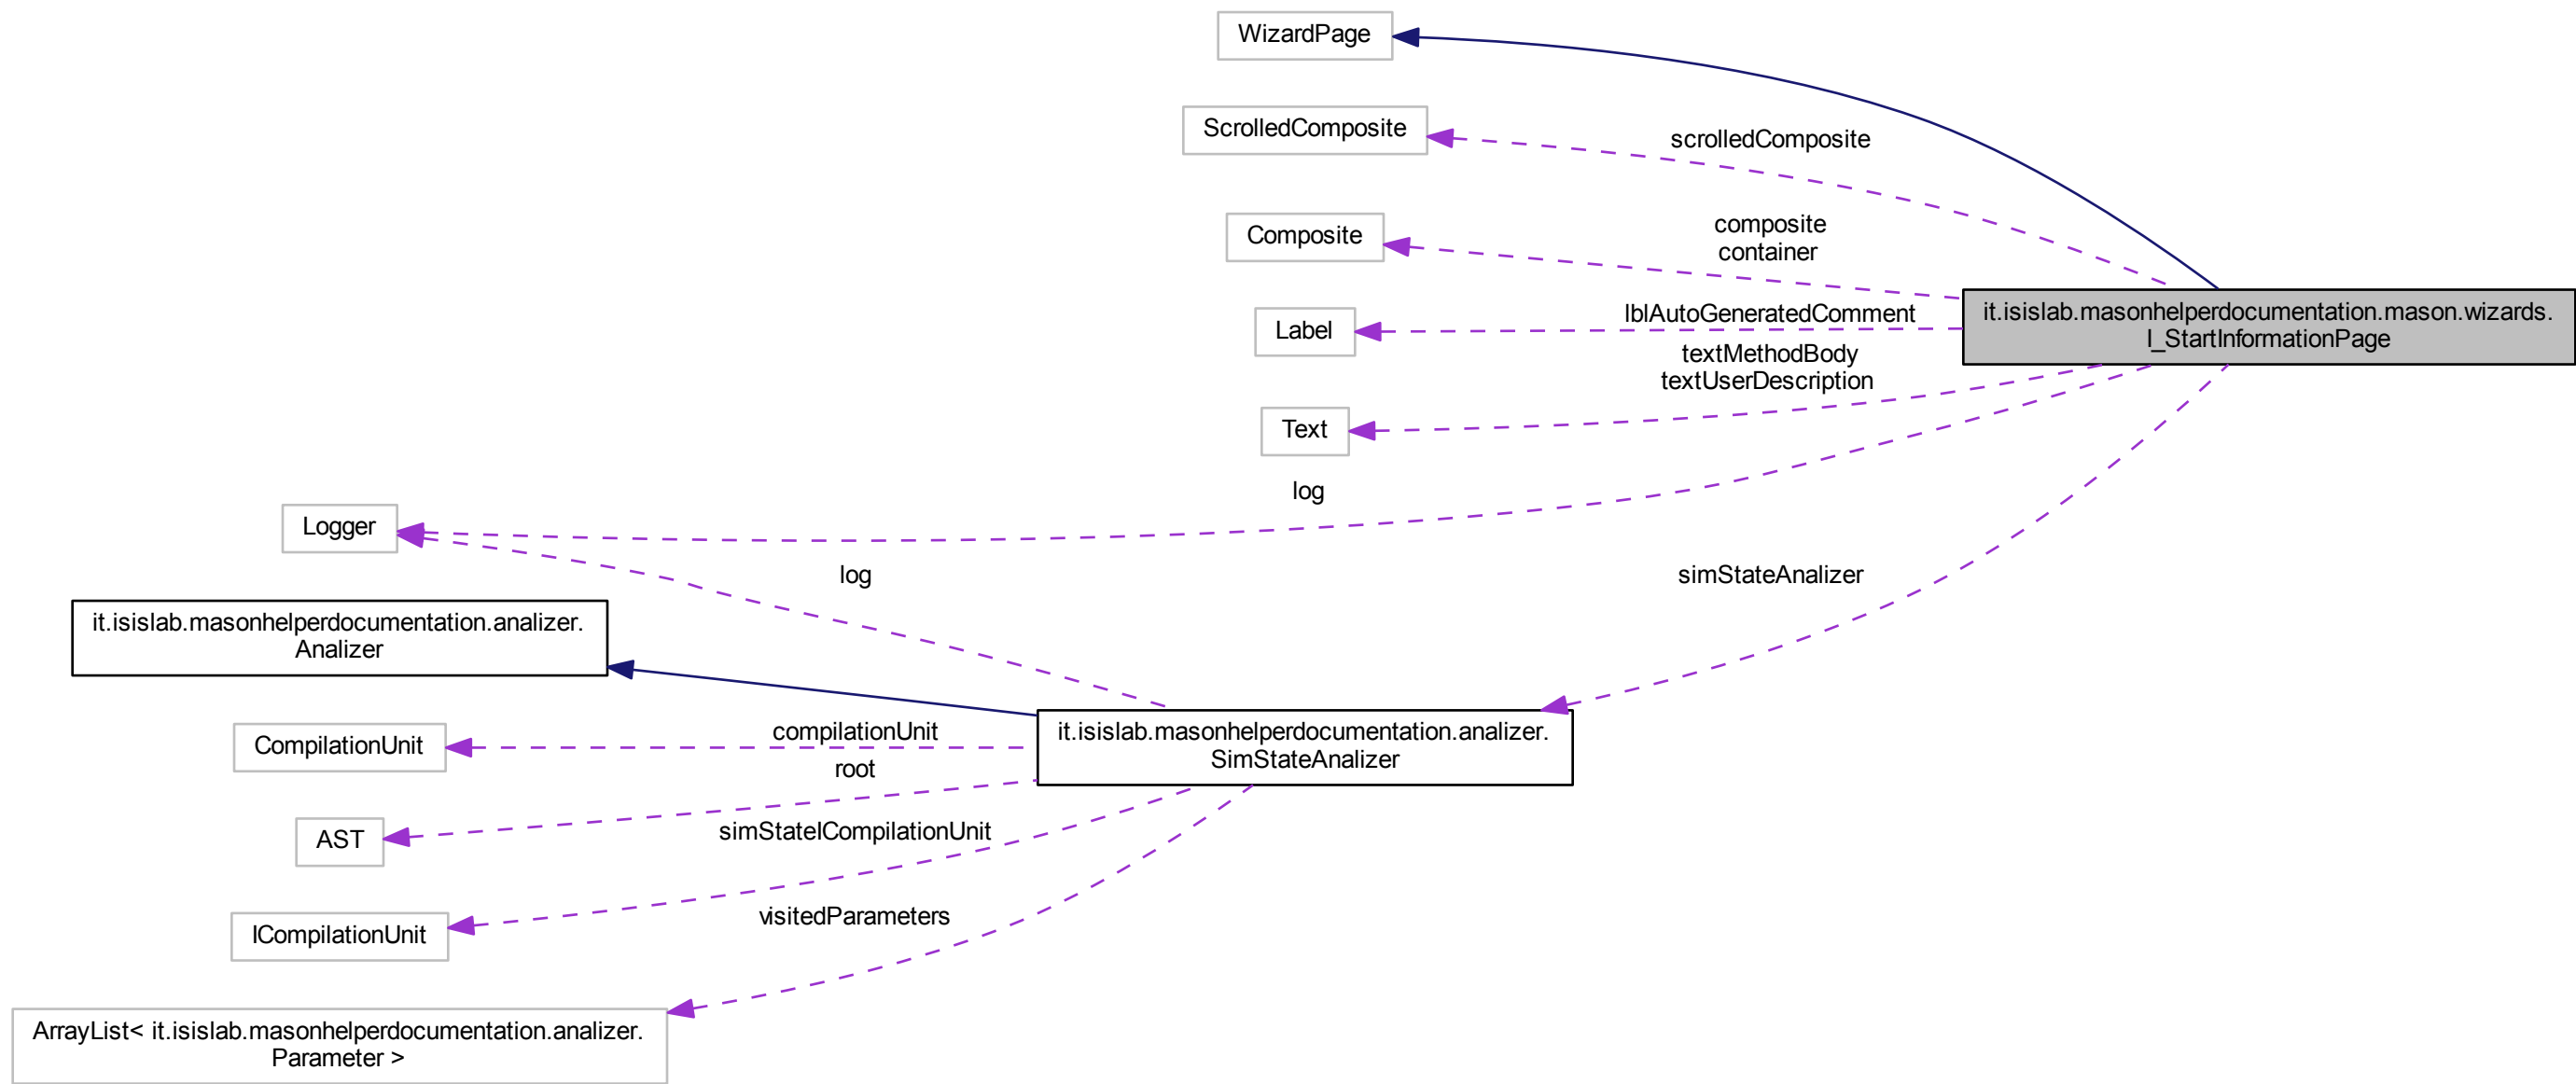 WizardPage
ScrolledComposite
scrolledComposite
Composite
composite
container
Label
lblAutoGeneratedComment
it.isislab.masonhelperdocumentation.mason.wizards.
I_StartInformationPage
textMethodBody
textUserDescription
Text
log
Logger
log
simStateAnalizer
it.isislab.masonhelperdocumentation.analizer.
Analizer
compilationUnit
CompilationUnit
it.isislab.masonhelperdocumentation.analizer.
SimStateAnalizer
root
AST
simStateICompilationUnit
ICompilationUnit
visitedParameters
ArrayList< it.isislab.masonhelperdocumentation.analizer.
Parameter >